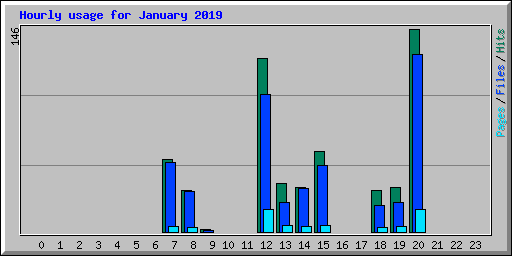 Hourly usage for January 2019
146
Pages/Files/Hits
0 1 2 3 4 5 6 7 8 9 10 11 12 13 14 15 16 17 18 19 20 21 22 23